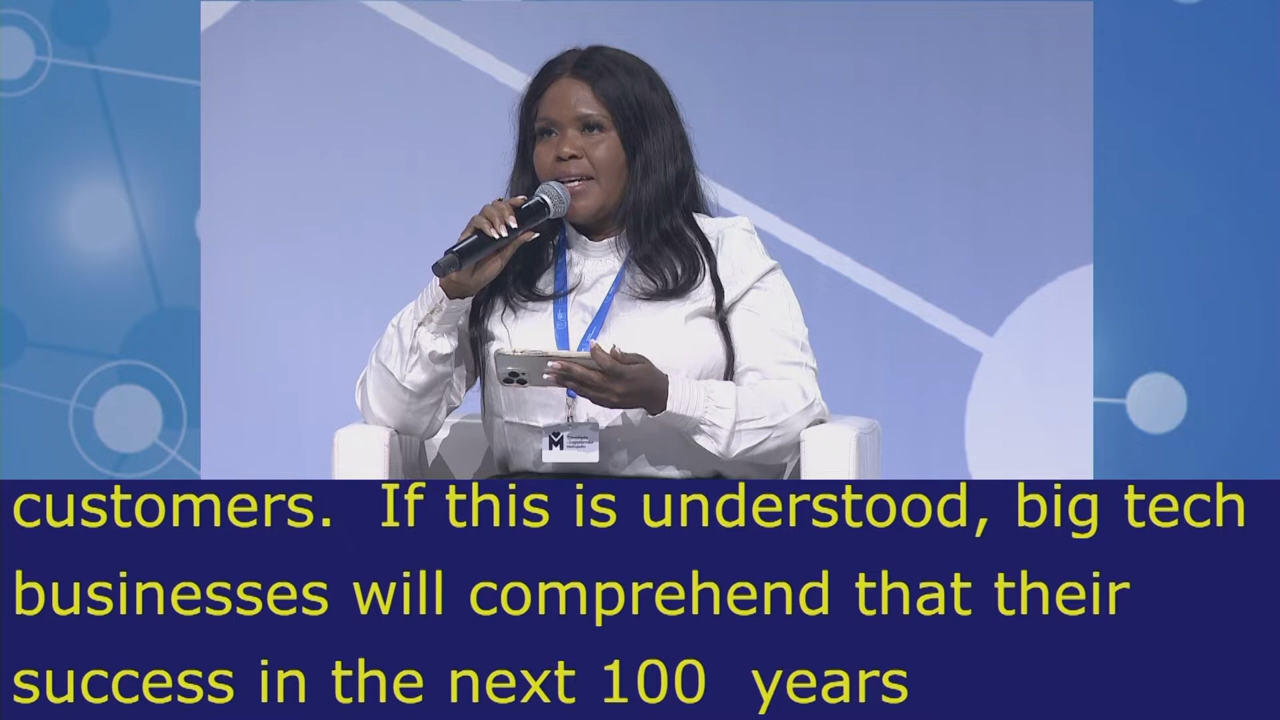 M
customers.  If this is understood, big tech
businesses will comprehend that their
success in the next 100  years